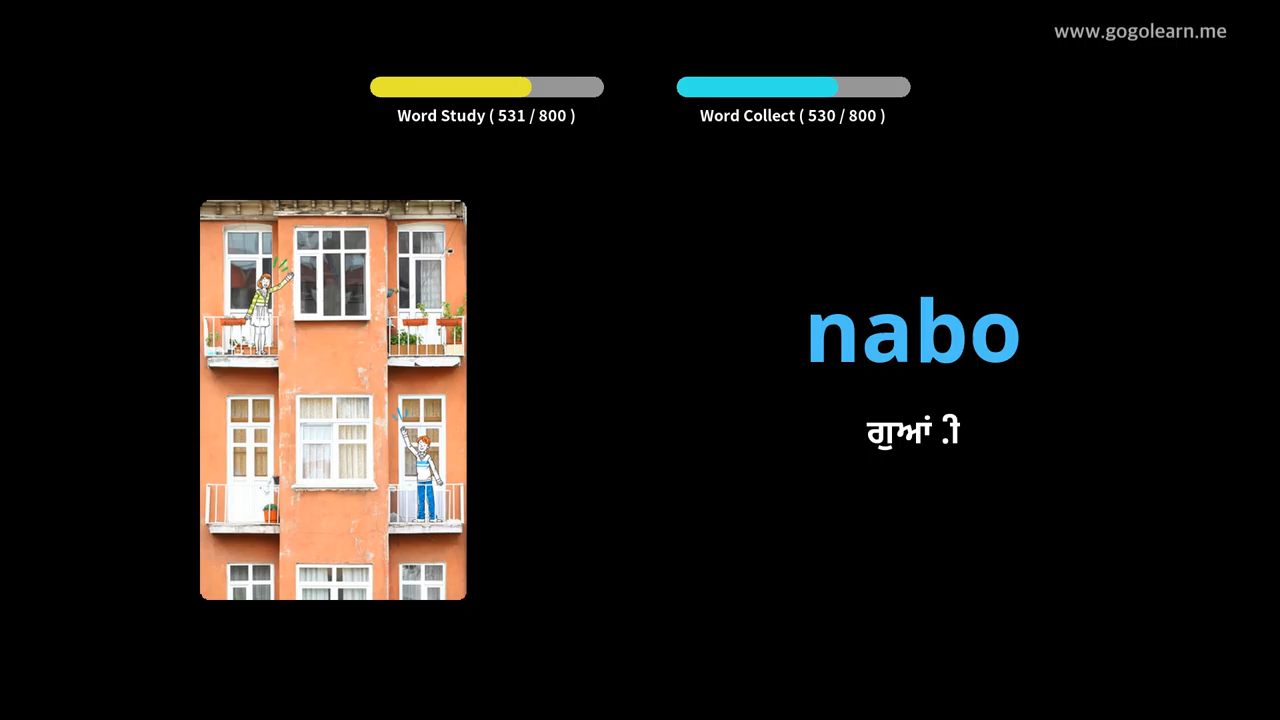 www.gogolearn.me
Word Study ( 531 / 800 )
Word Collect ( 530 / 800 )
nabo
ਗੁਆਂ .ੀ